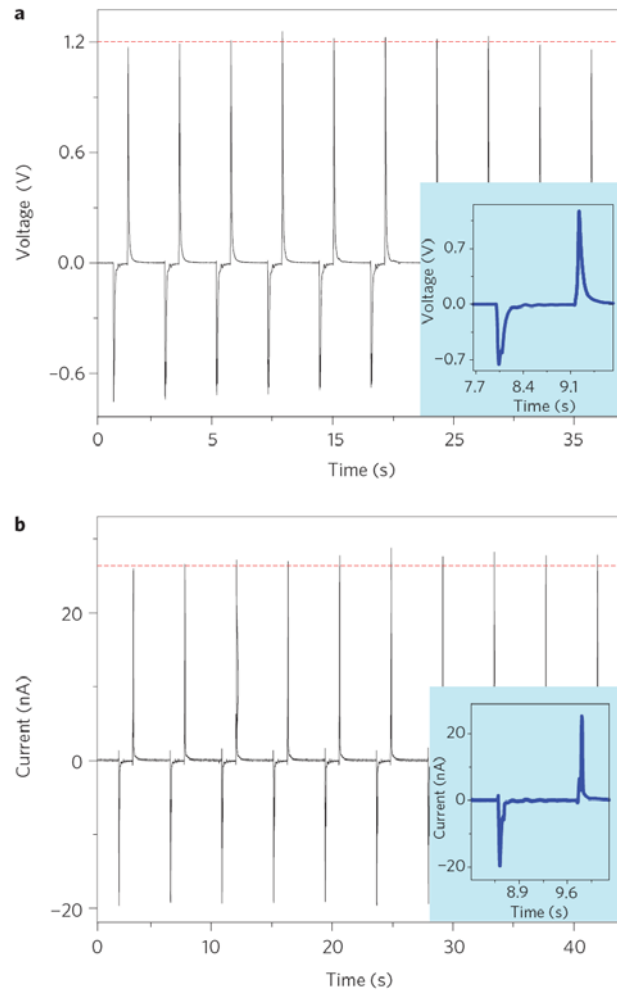 a
1.2
0.6
0.0
−0.6
Voltage (V)
0 5 15 25 35
Time (s)
0.7
0.0
−0.7
Voltage (V)
7.7 8.4 9.1
Time (s)
b
20
0
−20
Current (nA)
0 10 20 30 40
Time (s)
20
0
−20
Current (nA)
8.9 9.6
Time (s)